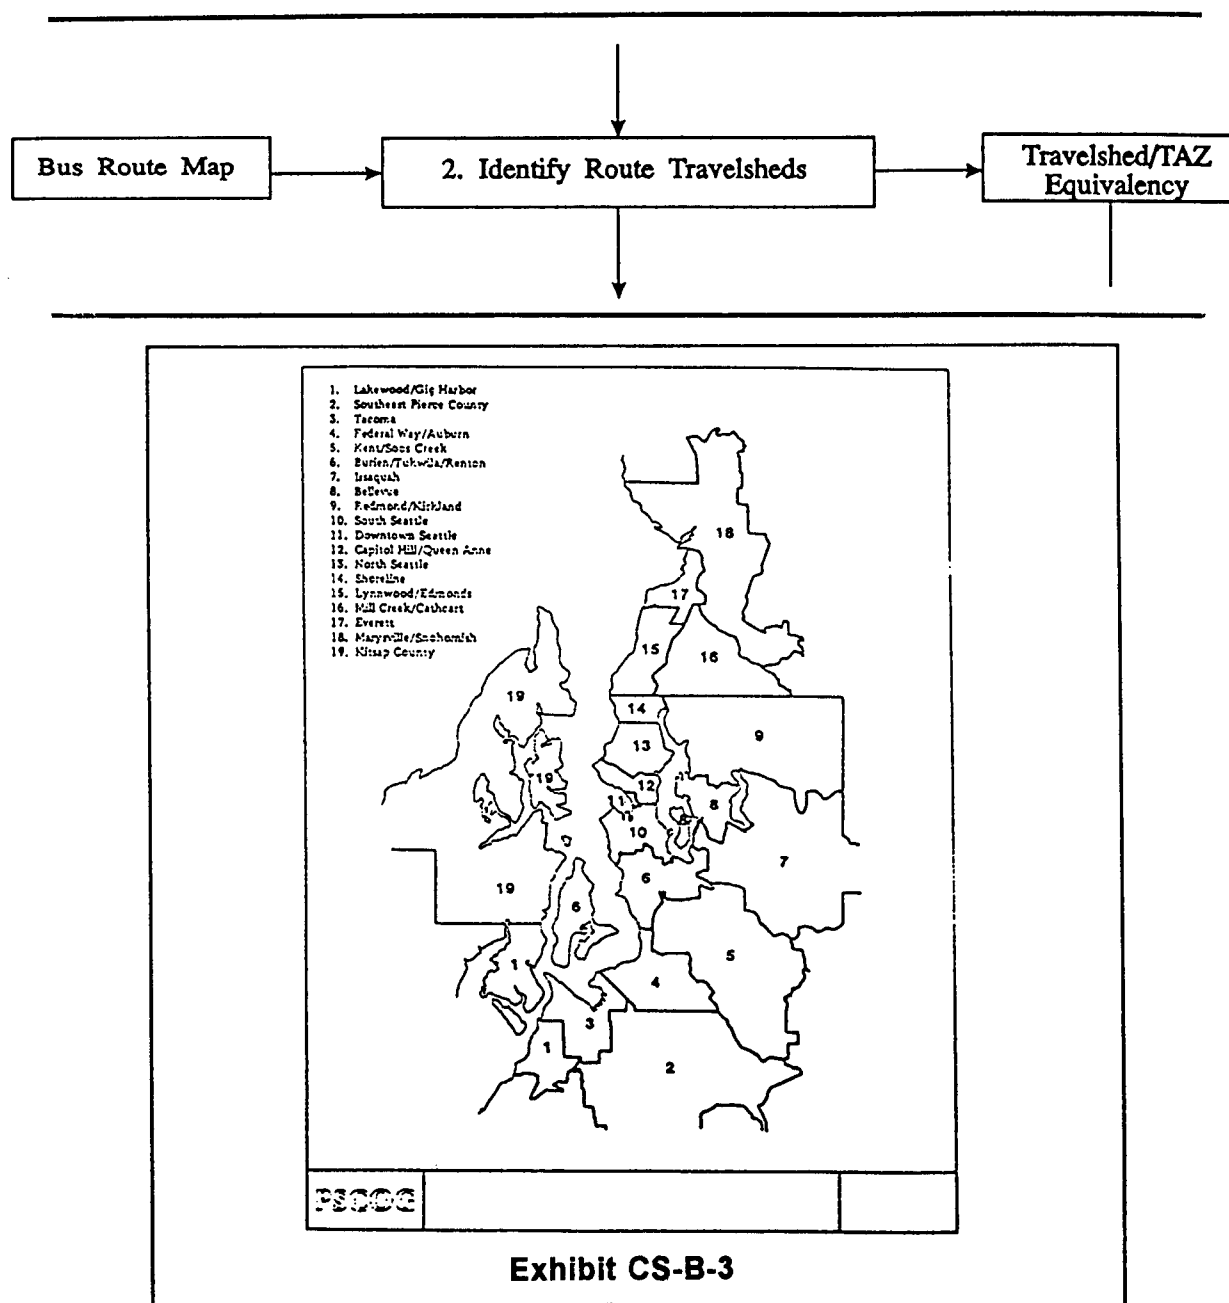 Bus Route Map
2. Identify Route Travelsheds
Travelshed/TAZ
Equivalency
1. Lakewood/Gig Harbor
2. Southeast Pierce County
3. Tacoma
4. Federal Way/Auburn
5. Kent/Soos Creek
6. Burien/Tukwila/Renton
7. Issaquah
8. Bellevue
9. Redmond/Kirkland
10. South Seattle
11. Downtown Seattle
12. Capitol Hill/Queen Anne
13. North Seattle
14. Shoreline
15. Lynnwood/Edmonds
16. Mill Creek/Cathcart
17. Everett
18. Marysville/Snohomish
19. Kitsap County
18
17
15
16
19
14
13
9
19
12
11
8
10
7
6
19
6
5
1
4
3
1
2
PSCOG
Exhibit CS-B-3